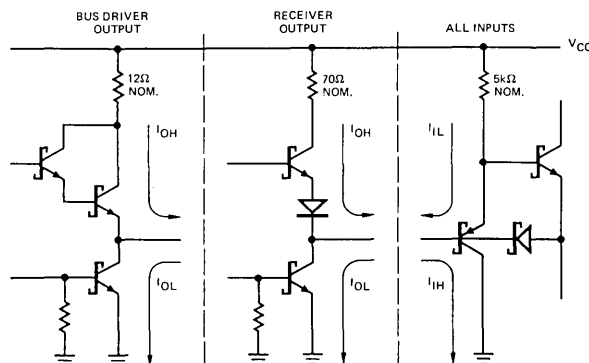 BUS DRIVER
OUTPUT
RECEIVER
OUTPUT
ALL INPUTS
VCC
12Ω
NOM.
70Ω
NOM.
5kΩ
NOM.
IOH
IOH
IIL
IOL
IOL
IIH